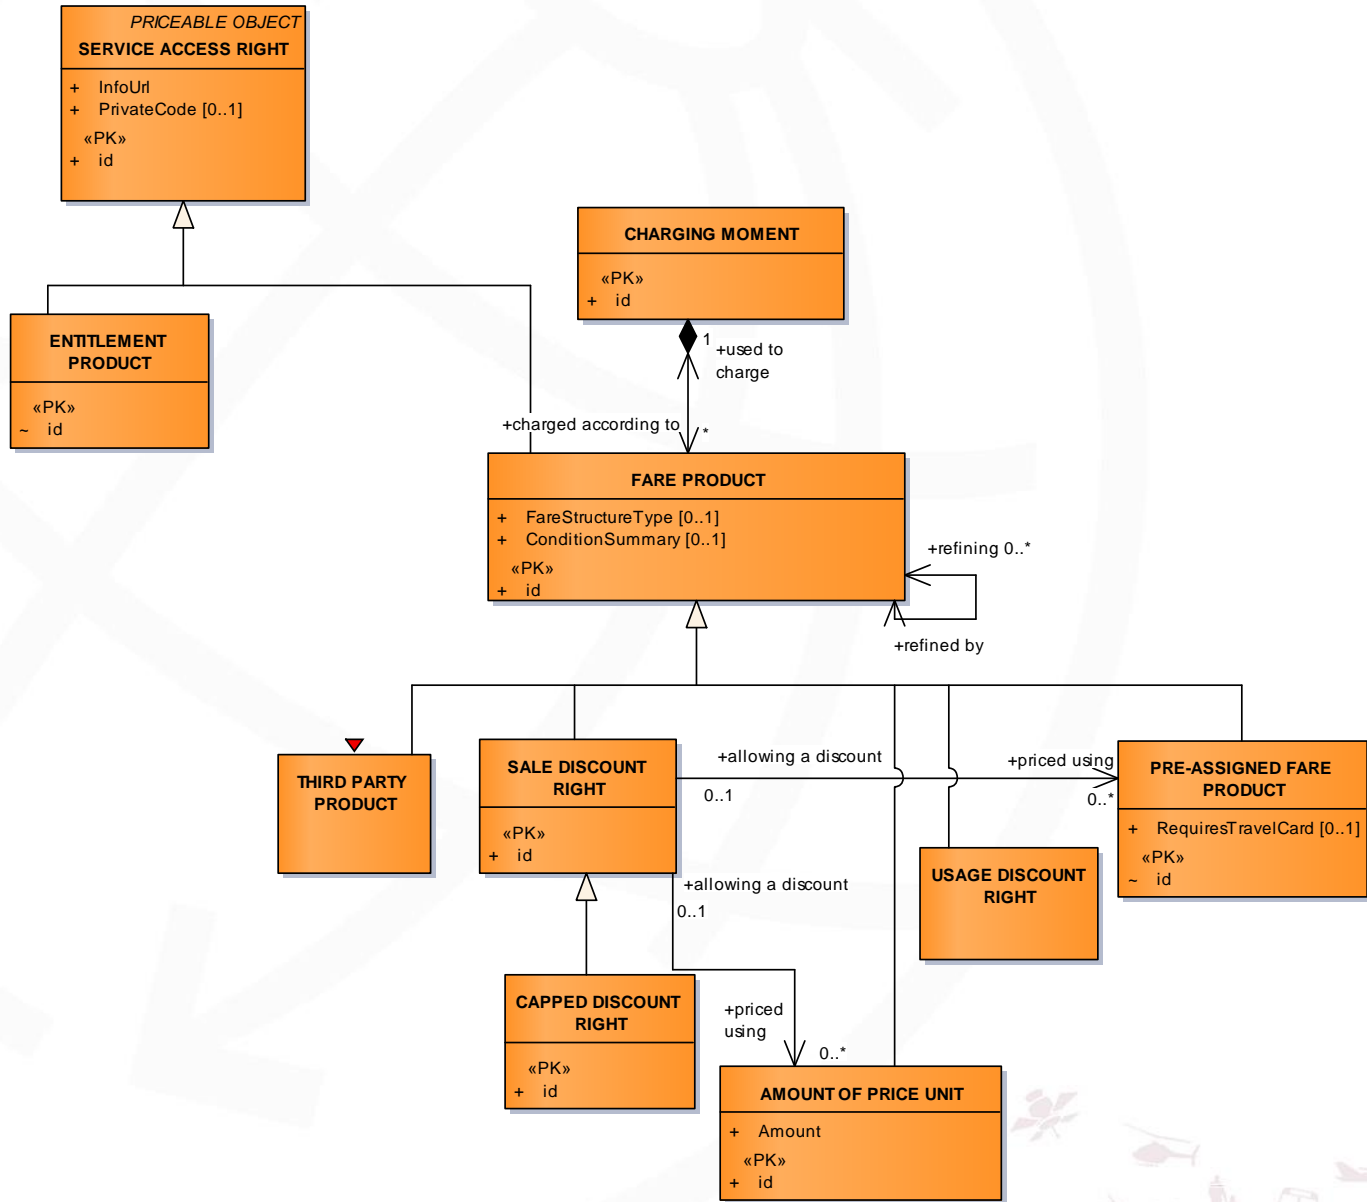 PRICEABLE OBJECT
SERVICE ACCESS RIGHT
+ InfoUrl
+ PrivateCode [0..1]
«PK»
+ id
ENTITLEMENT
PRODUCT
«PK»
~ id
CHARGING MOMENT
«PK»
+ id
1
+used to
charge
+charged according to
*
FARE PRODUCT
+ FareStructureType [0..1]
+ ConditionSummary [0..1]
«PK»
+ id
+refining 0..*
+refined by
THIRD PARTY
PRODUCT
SALE DISCOUNT
RIGHT
«PK»
+ id
+allowing a discount
0..1
+priced using
0..*
PRE-ASSIGNED FARE
PRODUCT
+ RequiresTravelCard [0..1]
«PK»
~ id
USAGE DISCOUNT
RIGHT
+allowing a discount
0..1
+priced
using
0..*
CAPPED DISCOUNT
RIGHT
«PK»
+ id
AMOUNT OF PRICE UNIT
+ Amount
«PK»
+ id